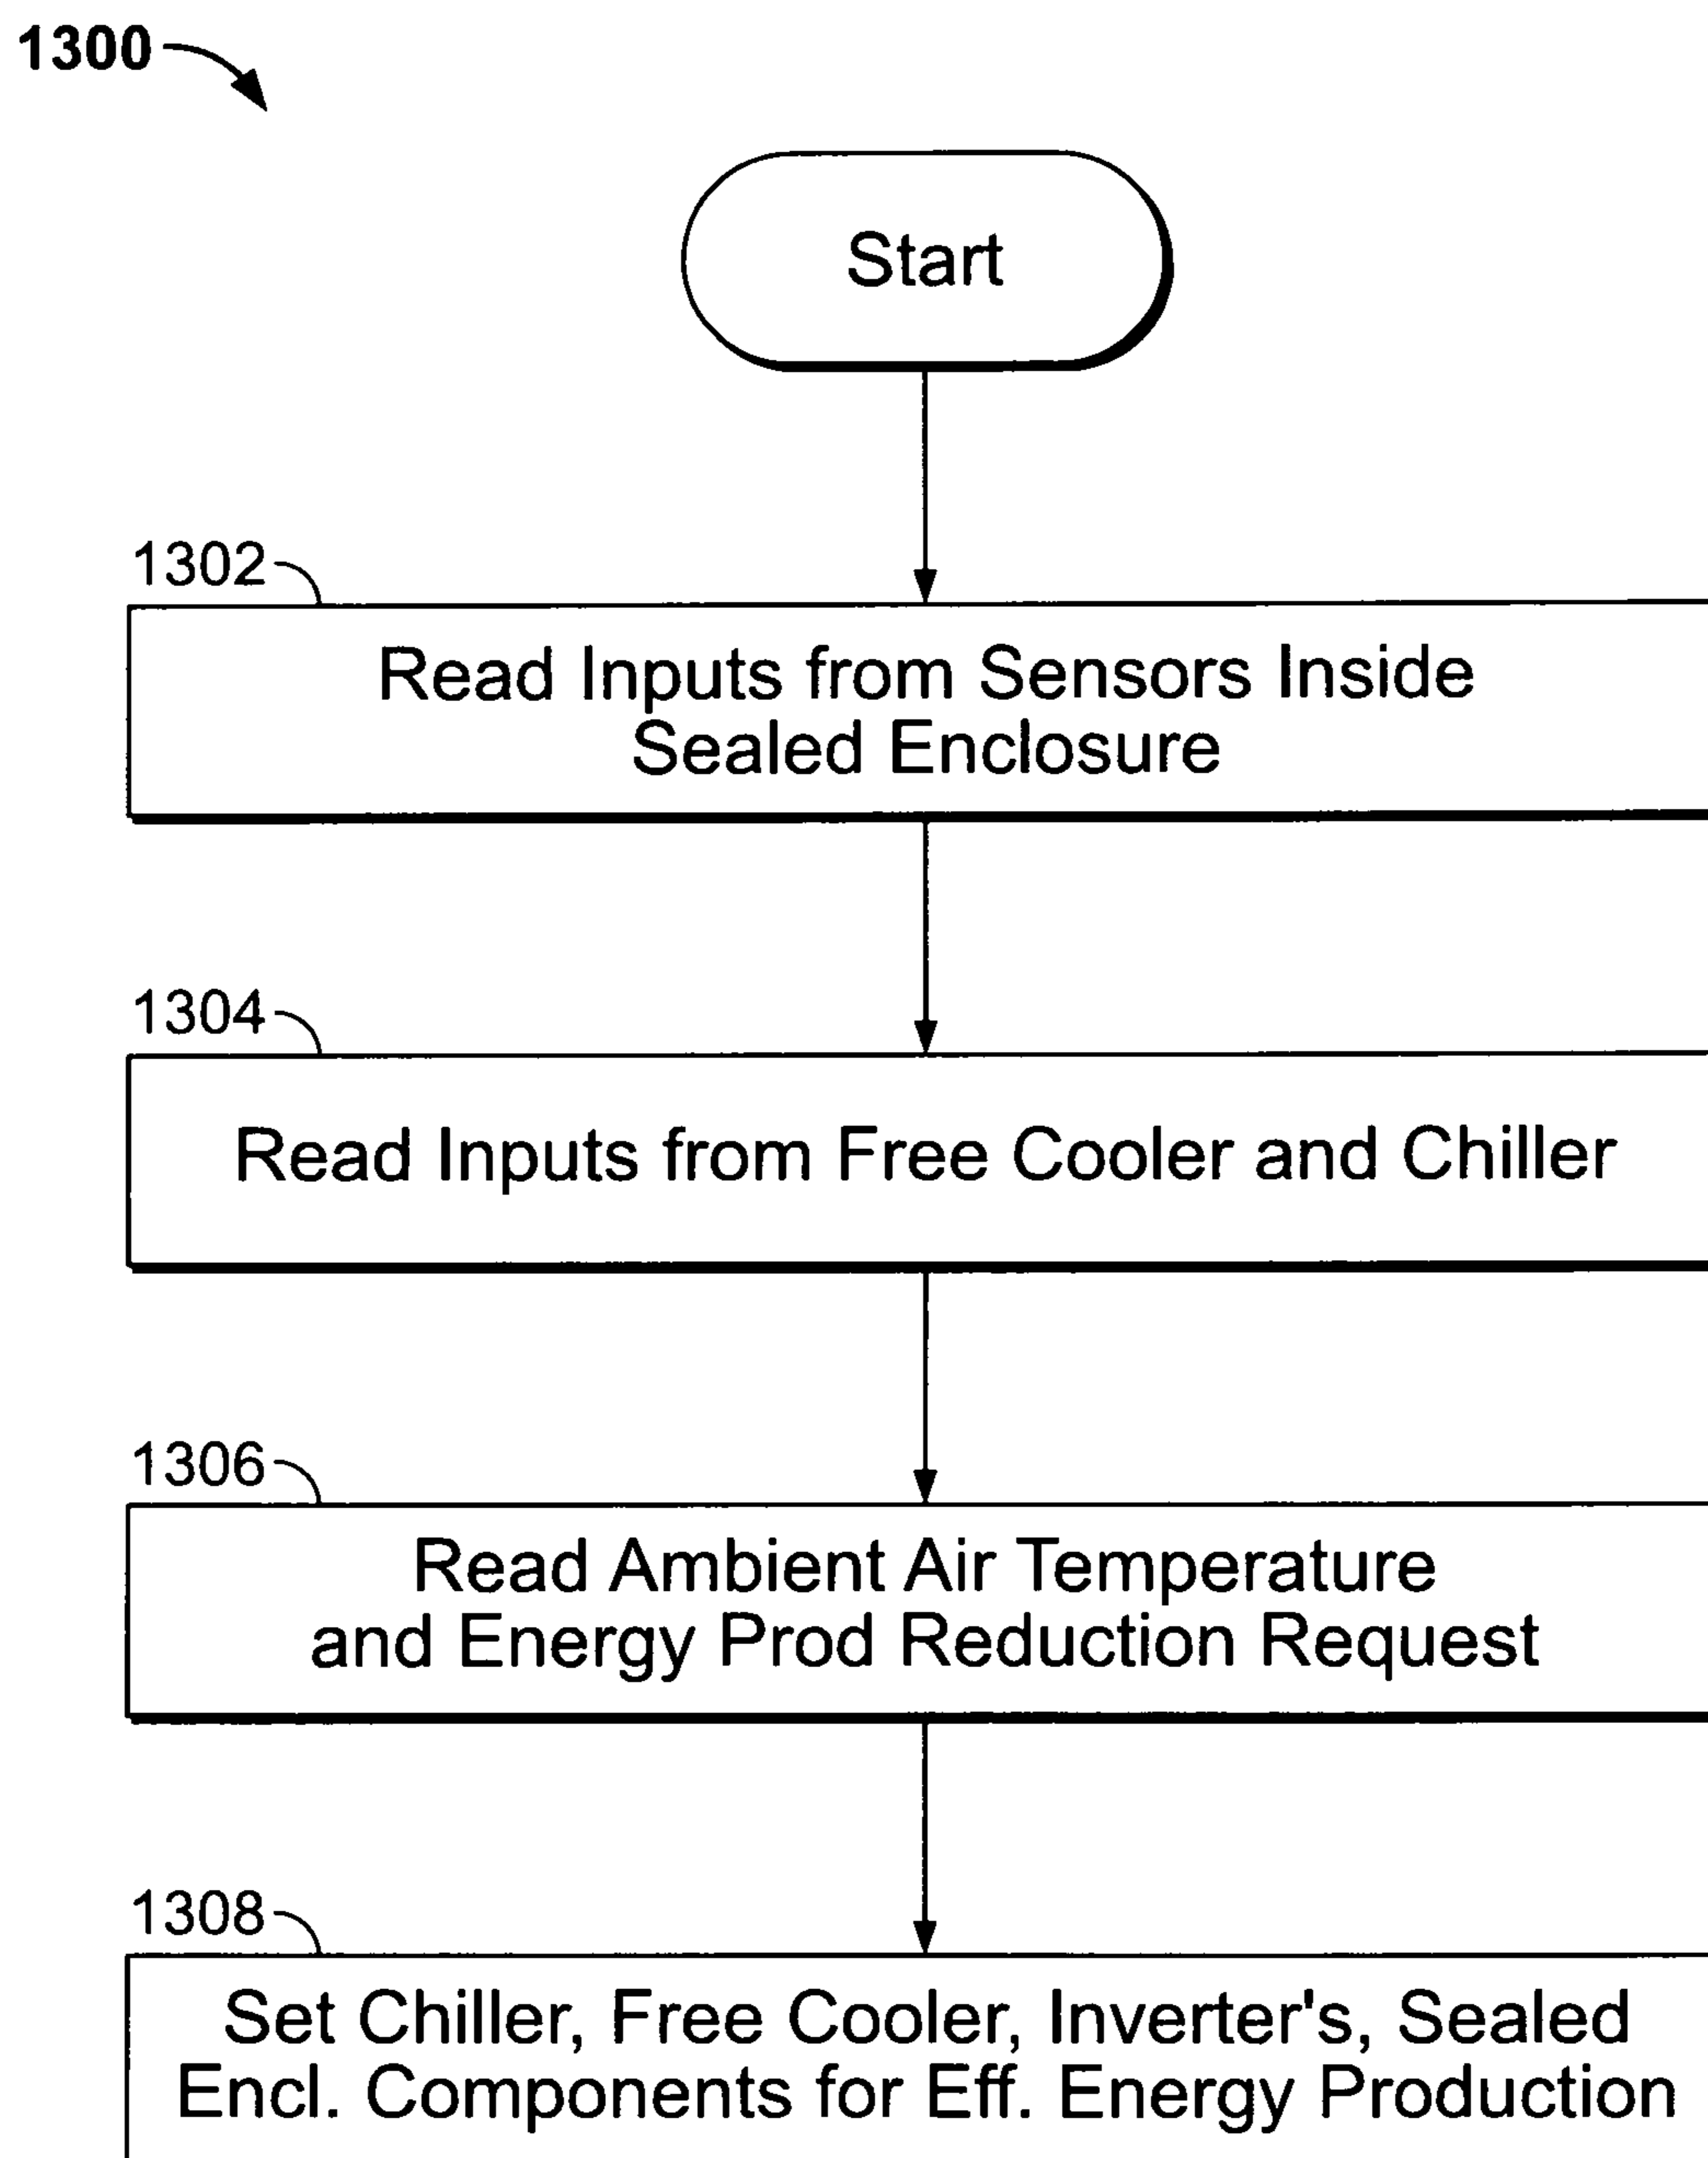 1300
Start
1302
Read Inputs from Sensors Inside
Sealed Enclosure
1304
Read Inputs from Free Cooler and Chiller
1306
Read Ambient Air Temperature
and Energy Prod Reduction Request
1308
Set Chiller, Free Cooler, Inverter's, Sealed
Encl. Components for Eff. Energy Production